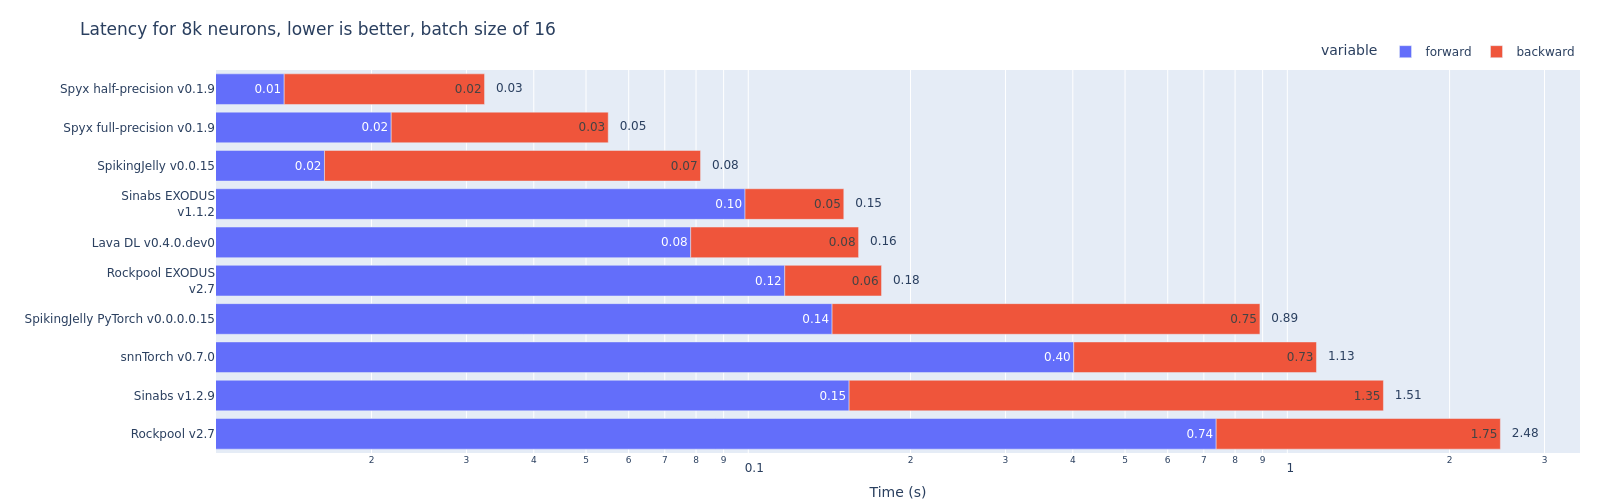 Latency for 8k neurons, lower is better, batch size of 16
variable forward backward
Spyx half-precision v0.1.9 0.01 0.02 0.03
Spyx full-precision v0.1.9 0.02 0.03 0.05
SpikingJelly v0.0.15 0.02 0.07 0.08
Sinabs EXODUS
v1.1.2 0.10 0.05 0.15
Lava DL v0.4.0.dev0 0.08 0.08 0.16
Rockpool EXODUS
v2.7 0.12 0.06 0.18
SpikingJelly PyTorch v0.0.0.0.15 0.14 0.75 0.89
snnTorch v0.7.0 0.40 0.73 1.13
Sinabs v1.2.9 0.15 1.35 1.51
Rockpool v2.7 0.74 1.75 2.48
2 3 4 5 6 7 8 9 2 3 4 5 6 7 8 9 2 3
0.1 1
Time (s)